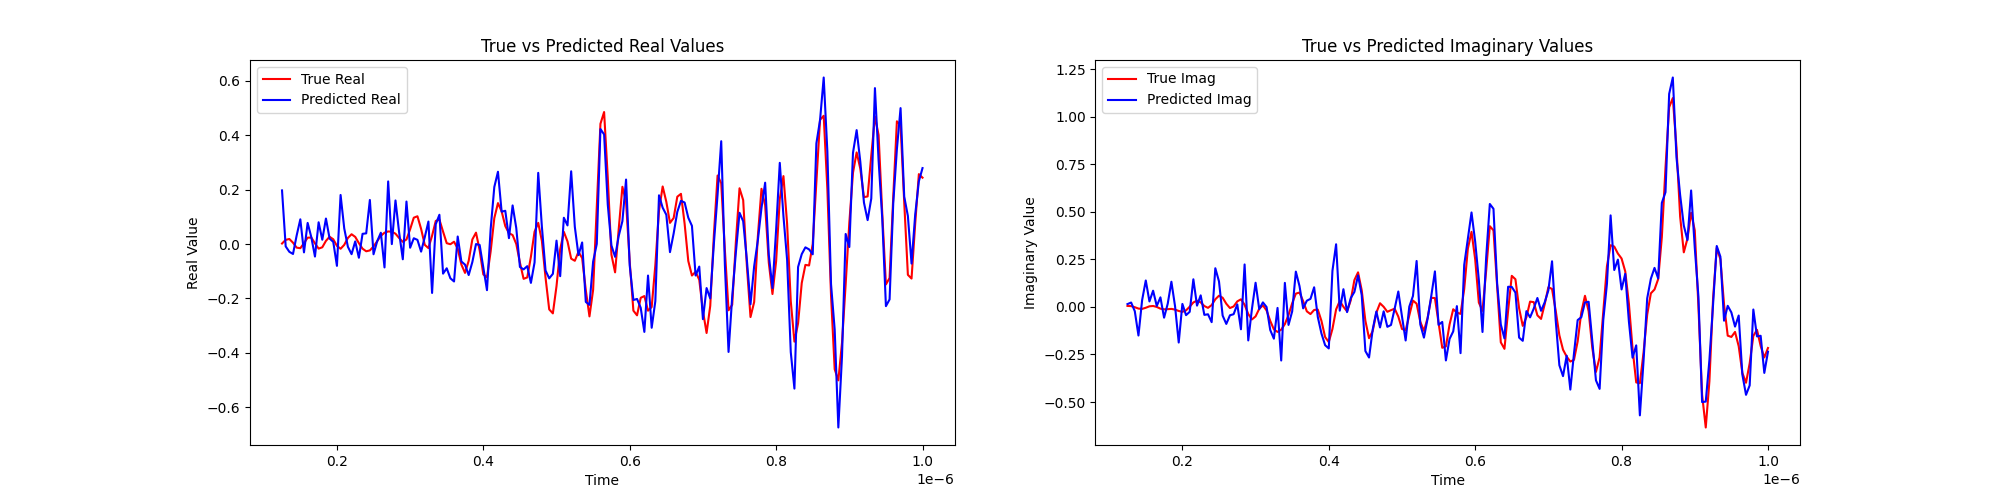 True vs Predicted Real Values
True Real
Predicted Real
Real Value
0.6
0.4
0.2
0.0
−0.2
−0.4
−0.6
0.2 0.4 0.6 0.8 1.0
Time
1e−6
True vs Predicted Imaginary Values
True Imag
Predicted Imag
Imaginary Value
1.25
1.00
0.75
0.50
0.25
0.00
−0.25
−0.50
0.2 0.4 0.6 0.8 1.0
Time
1e−6